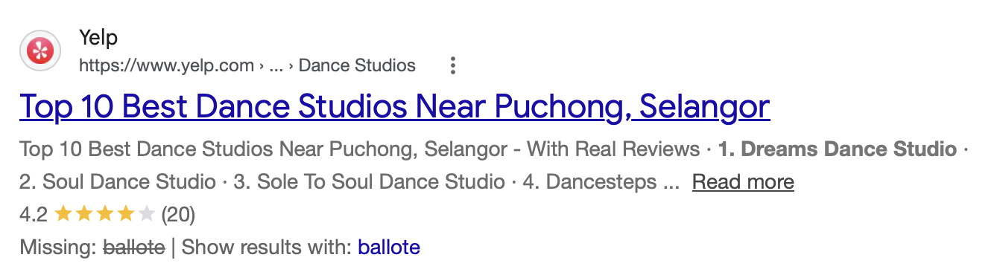 Yelp
https://www.yelp.com › ... › Dance Studios
Top 10 Best Dance Studios Near Puchong, Selangor
Top 10 Best Dance Studios Near Puchong, Selangor - With Real Reviews · 1. Dreams Dance Studio ·
2. Soul Dance Studio · 3. Sole To Soul Dance Studio · 4. Dancesteps ... Read more
4.2 ★★★★★ (20)
Missing: ballote | Show results with: ballote